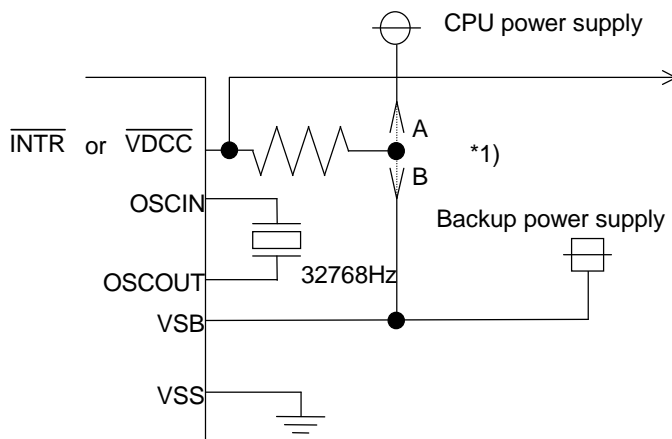 CPU power supply
A
INTR or VDCC
*1)
B
OSCIN
Backup power supply
OSCOUT
32768Hz
VSB
VSS